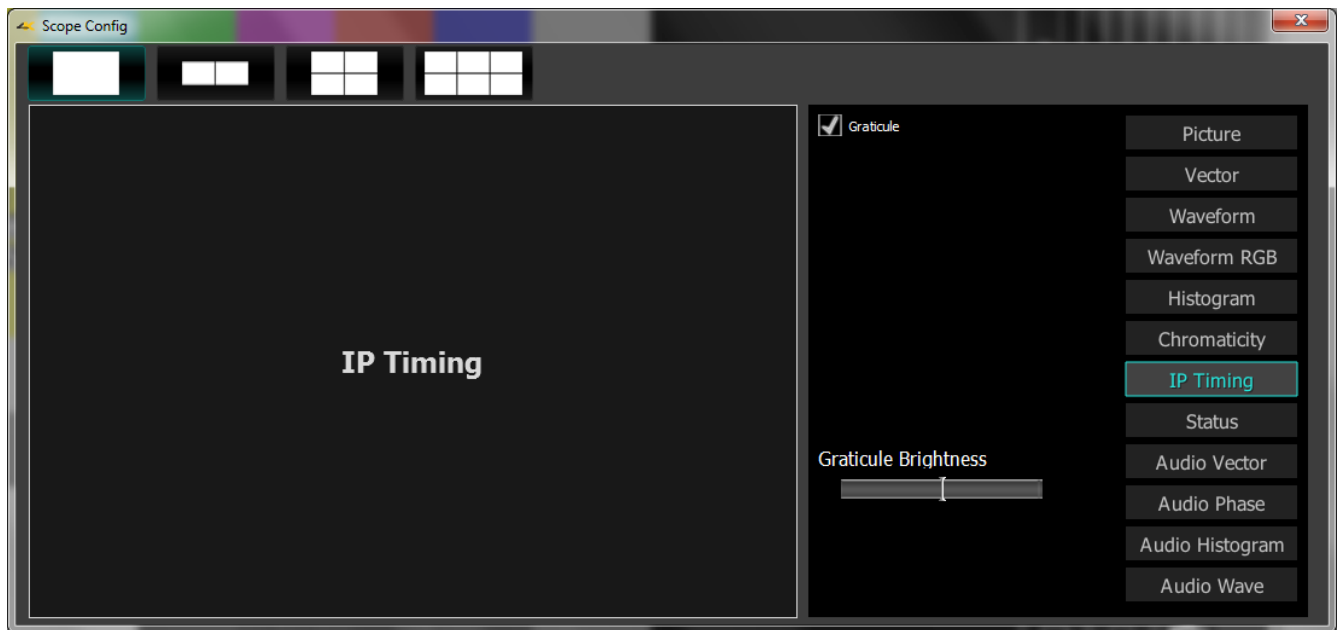 Scope Config
Graticule
IP Timing
Graticule Brightness
Picture
Vector
Waveform
Waveform RGB
Histogram
Chromaticity
IP Timing
Status
Audio Vector
Audio Phase
Audio Histogram
Audio Wave